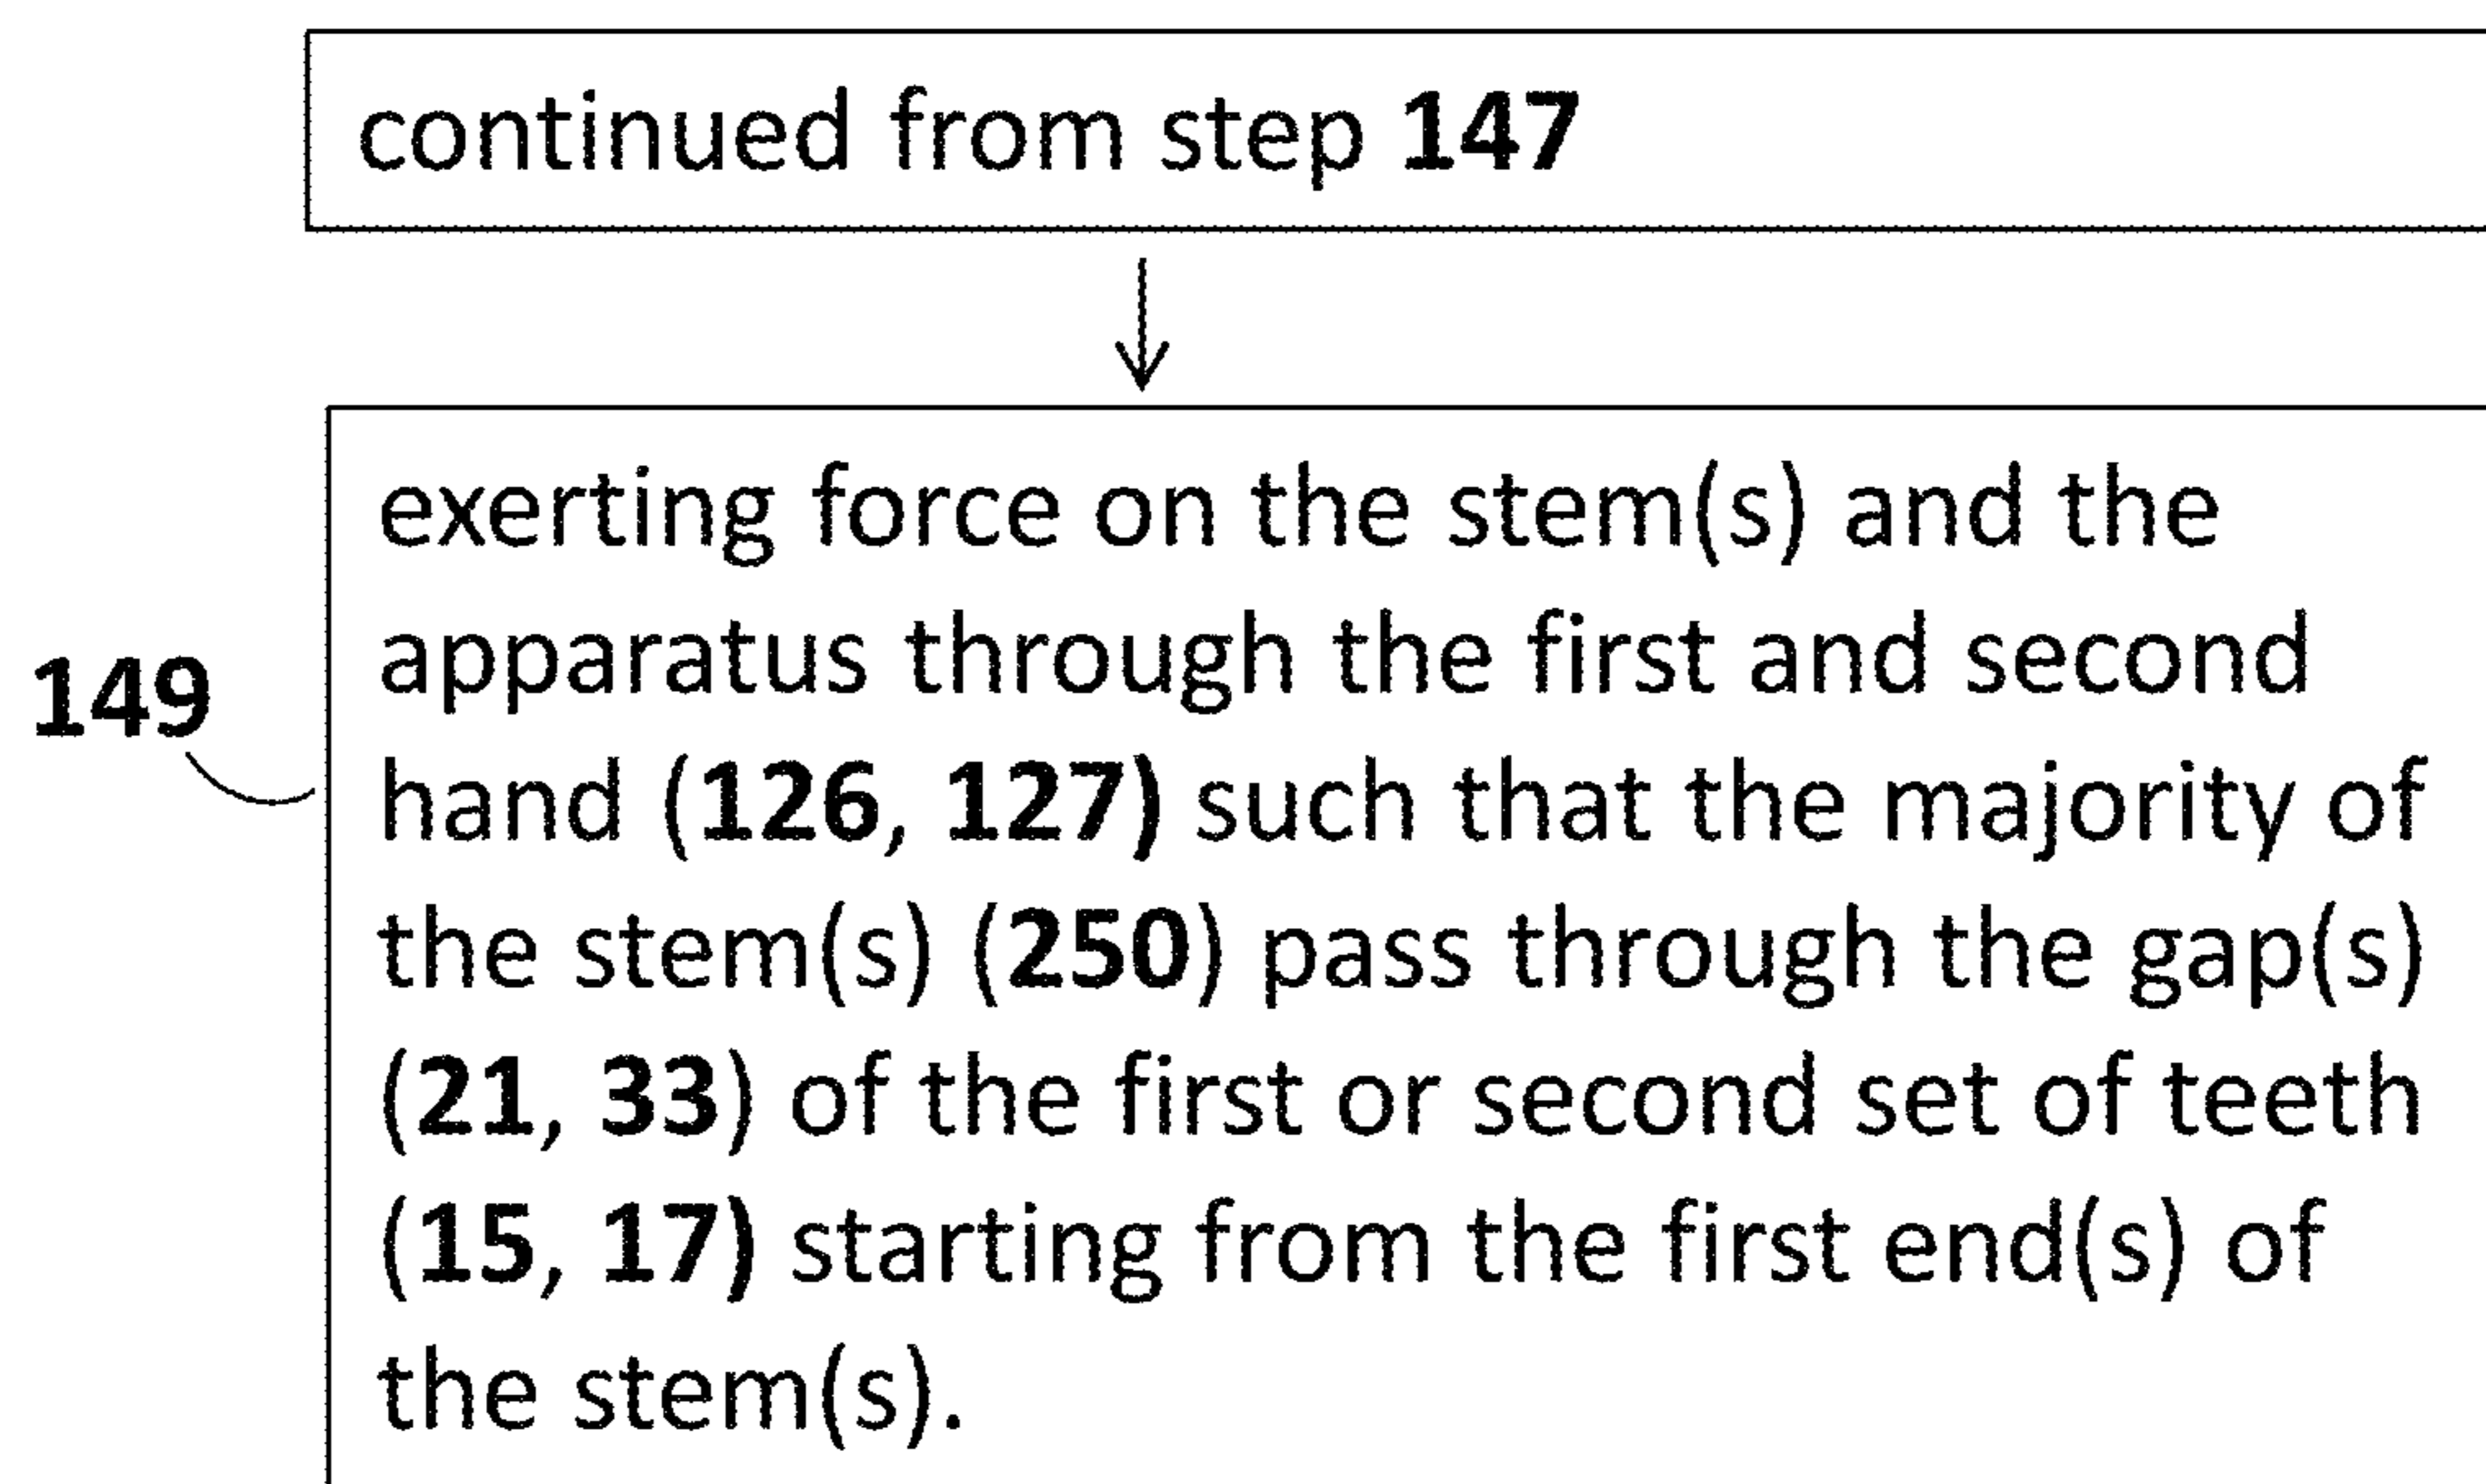 continued from step 147
exerting force on the stem(s) and the
apparatus through the first and second
149
hand (126, 127) such that the majority of
the stem(s) (250) pass through the gap(s)
(21, 33) of the first or second set of teeth
(15, 17) starting from the first end(s) of
the stem(s).